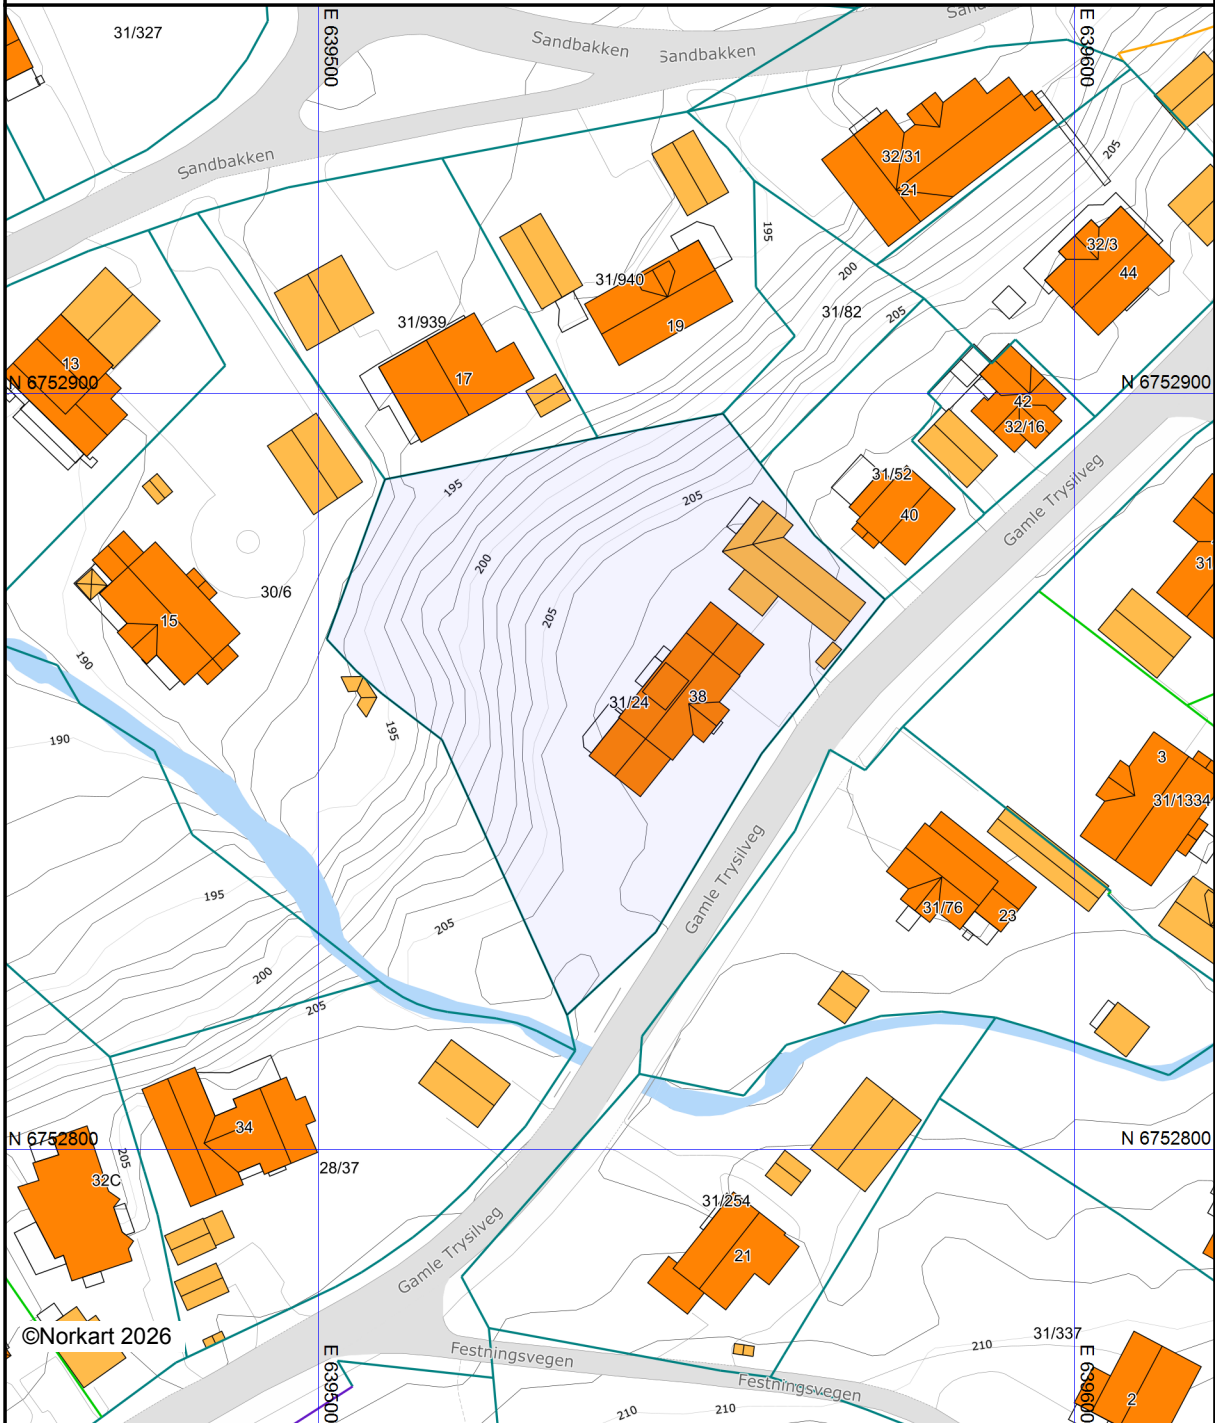 Sandbakken
31/327
E 639500
Sandbakken
Sandbakken
E 639600
Sandbakken
32/31
21
205
195
32/3
44
200
31/940
19
31/82
205
31/939
17
13
N 6752900
N 6752900
42
32/16
31/52
40
195
205
Gamle Trysilveg
200
31
30/6
205
15
190
31/24
38
195
190
3
31/1334
Gamle Trysilveg
195
31/76
23
205
200
205
34
N 6752800
N 6752800
205
28/37
32C
31/254
Gamle Trysilveg
21
©Norkart 2026
31/337
210
Festningsvegen
E 639500
E 639600
Festningsvegen
2
210
210